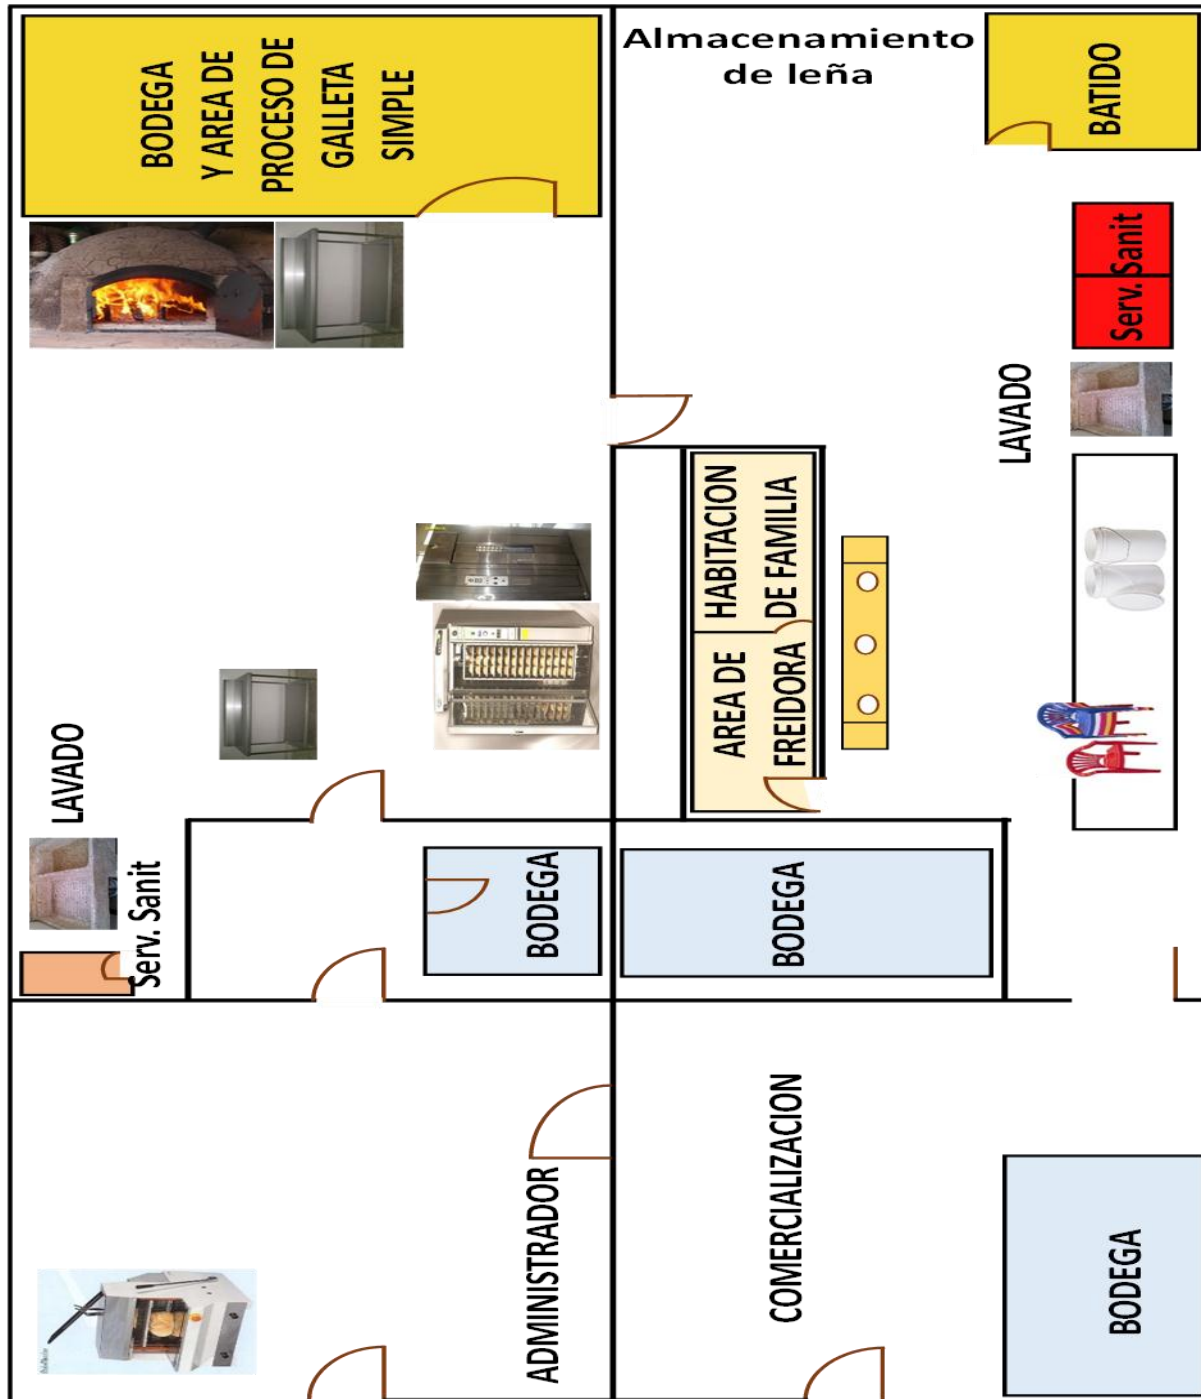 BODEGA
Y AREA DE
PROCESO DE
GALLETA
SIMPLE
Almacenamiento
de leña
BATIDO
Serv. Sanit
LAVADO
HABITACION
DE FAMILIA
AREA DE
FREIDORA
LAVADO
Serv. Sanit
BODEGA
BODEGA
ADMINISTRADOR
COMERCIALIZACION
BODEGA